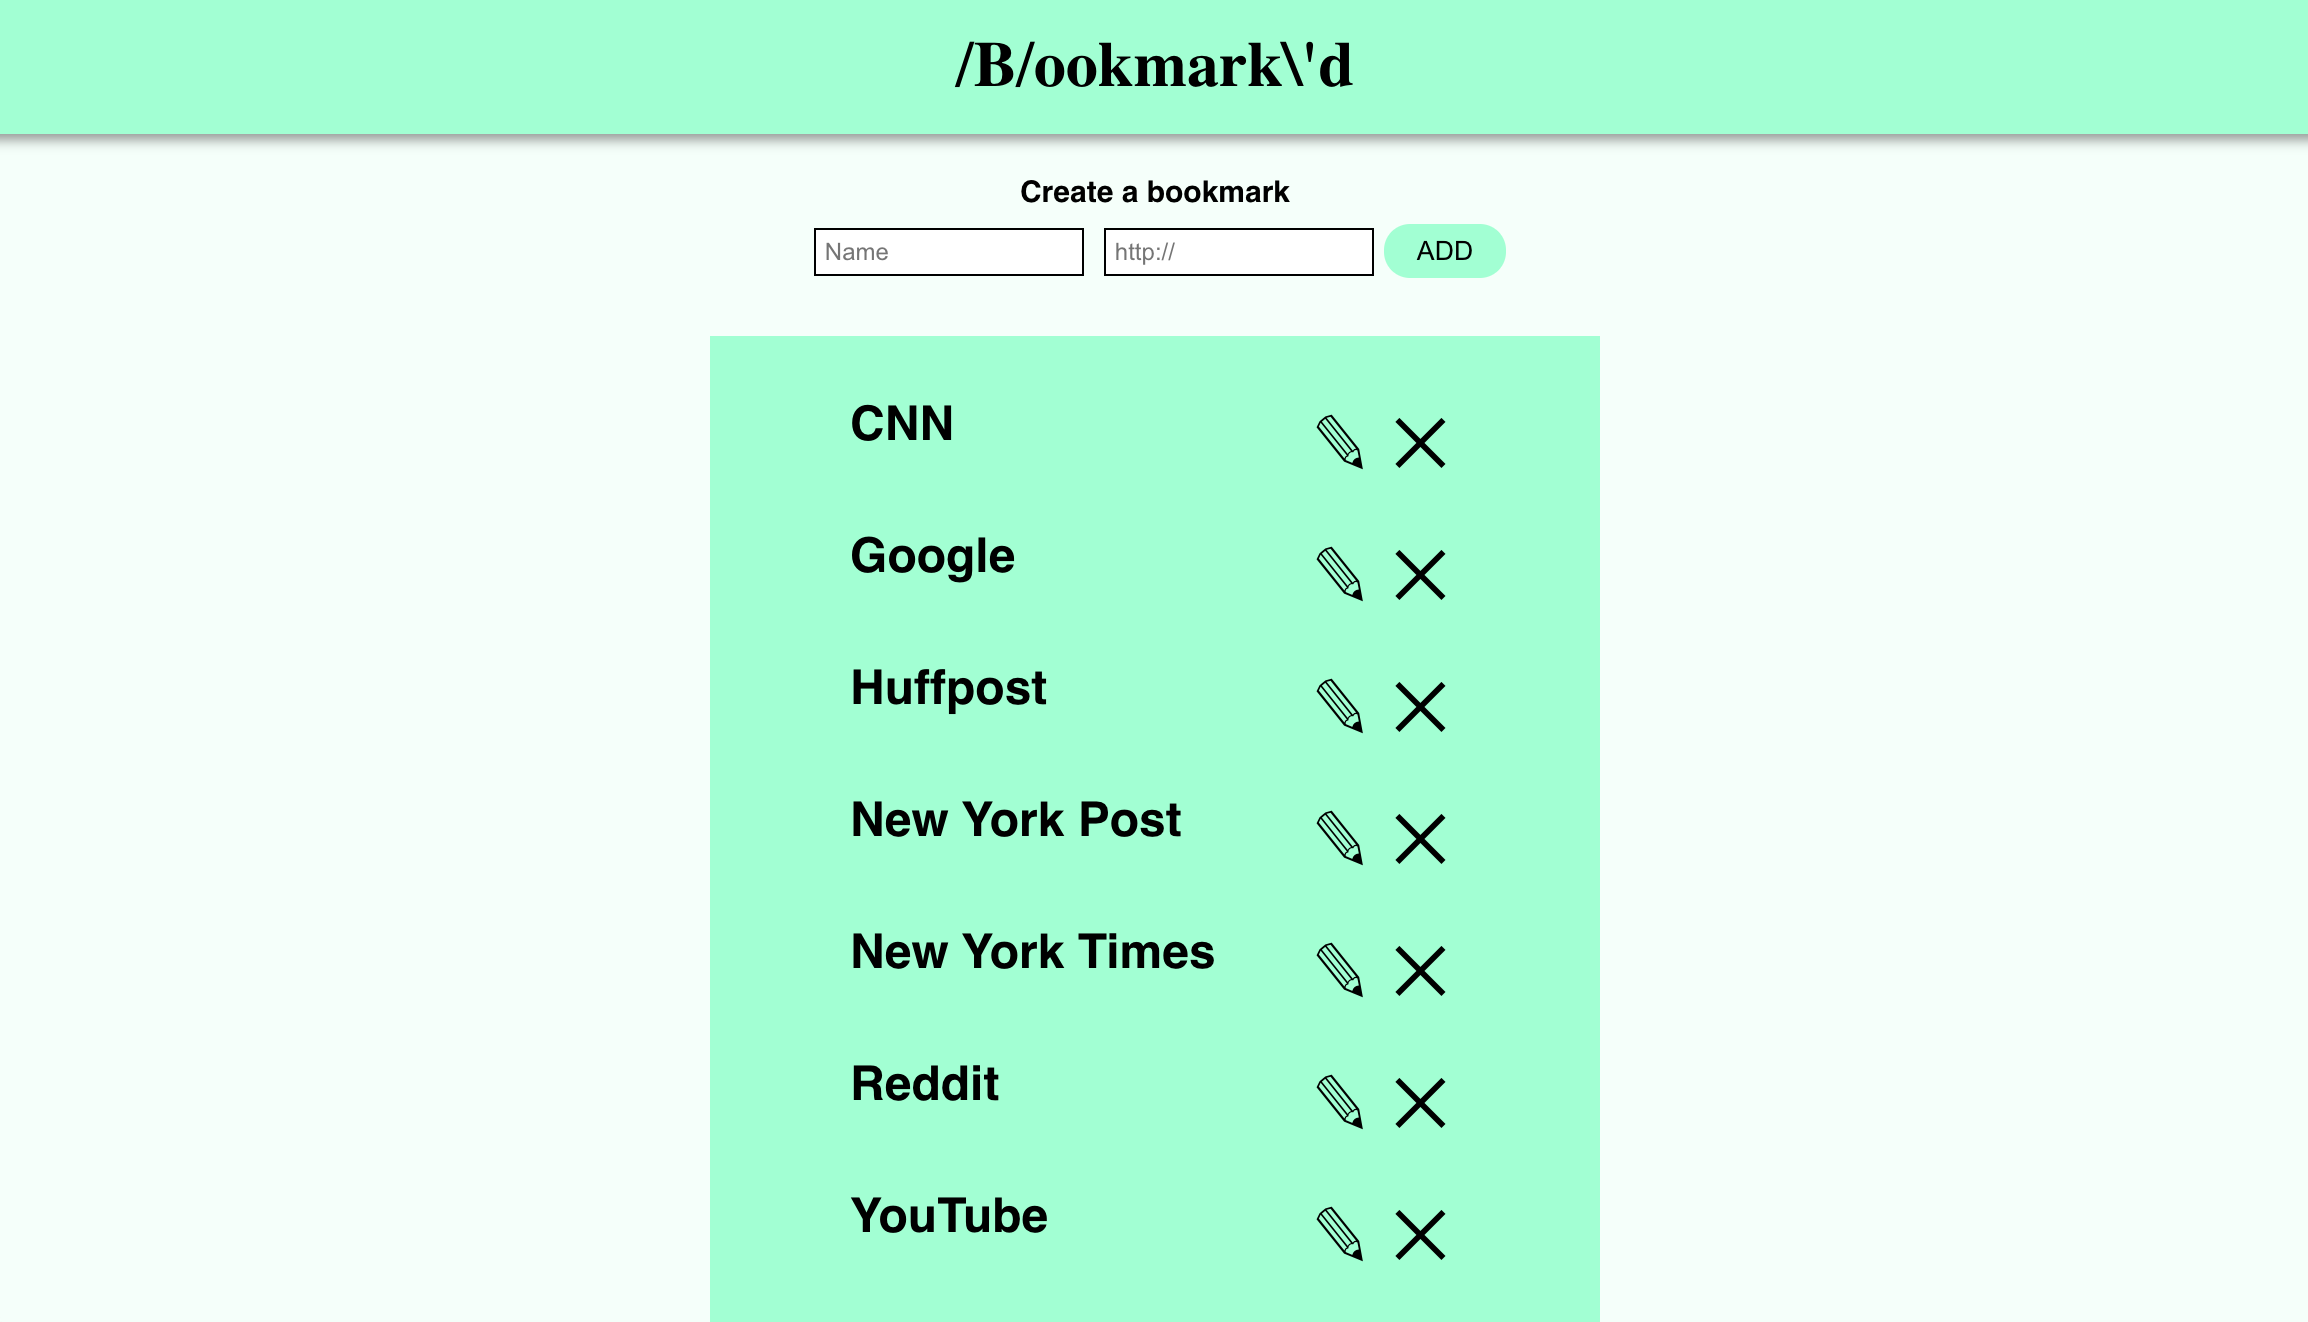 /B/ookmark\'d
Create a bookmark
Name http:// ADD
CNN
Google
Huffpost
New York Post
New York Times
Reddit
YouTube